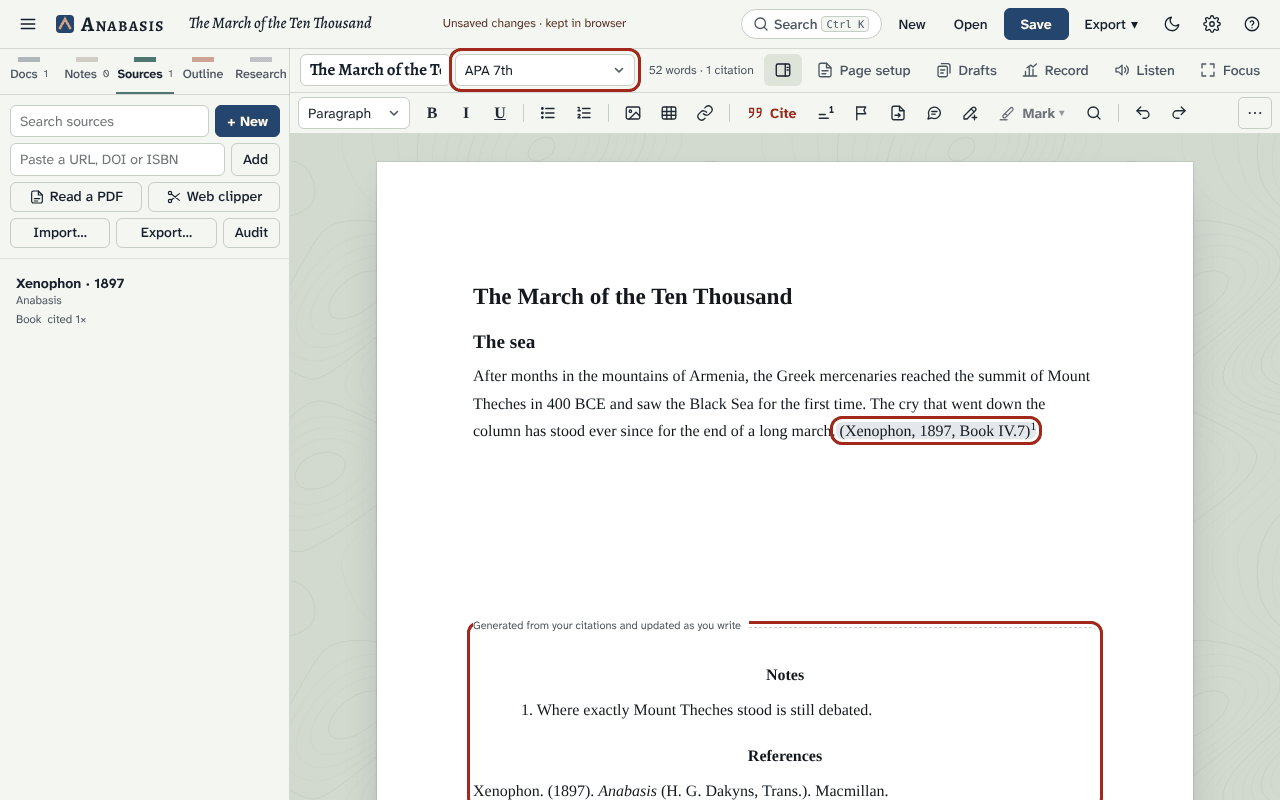 ANABASIS
The March of the Ten Thousand
Unsaved changes · kept in browser
Search Ctrl K
New
Open
Save
Export ▾
Docs 1
Notes 0
Sources 1
Outline
Research
The March of the Te
APA 7th
52 words · 1 citation
Page setup
Drafts
Record
Listen
Focus
Search sources
+ New
Paragraph
B
I
U
Cite
Mark ▾
Paste a URL, DOI or ISBN
Add
Read a PDF
Web clipper
Import...
Export...
Audit
Xenophon · 1897
Anabasis
Book cited 1×
The March of the Ten Thousand
The sea
After months in the mountains of Armenia, the Greek mercenaries reached the summit of Mount
Theches in 400 BCE and saw the Black Sea for the first time. The cry that went down the
column has stood ever since for the end of a long march. (Xenophon, 1897, Book IV.7)1
Generated from your citations and updated as you write
Notes
1. Where exactly Mount Theches stood is still debated.
References
Xenophon. (1897). Anabasis (H. G. Dakyns, Trans.). Macmillan.